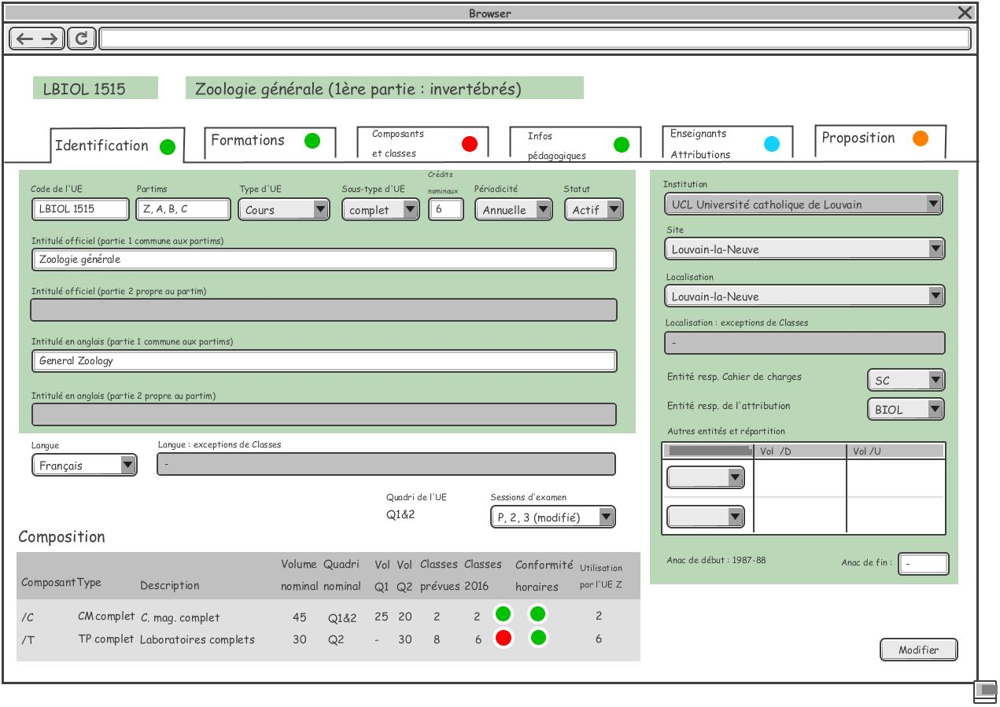 Browser
LBIOL 1515
Zoologie générale (1ère partie : invertébrés)
Identification
Formations
Composants
et classes
Infos
pédagogiques
Enseignants
Attributions
Proposition
Code de l'UE
Partims
Type d'UE
Sous-type d'UE
Crédits
nominaux
Périodicité
Statut
LBIOL 1515
Z, A, B, C
Cours
complet
6
Annuelle
Actif
Intitulé officiel (partie 1 commune aux partims)
Zoologie générale
Intitulé officiel (partie 2 propre au partim)
Intitulé en anglais (partie 1 commune aux partims)
General Zoology
Intitulé en anglais (partie 2 propre au partim)
Langue
Langue : exceptions de Classes
Français
-
Quadri de l'UE
Sessions d'examen
Q1&2
P, 2, 3 (modifié)
Institution
UCL Université catholique de Louvain
Site
Louvain-la-Neuve
Localisation
Louvain-la-Neuve
Localisation : exceptions de Classes
-
Entité resp. Cahier de charges
SC
Entité resp. de l'attribution
BIOL
Autres entités et répartition
Vol /D
Vol /U
Anac de début : 1987-88
Anac de fin :
-
Composition
Composant Type Description Volume nominal Quadri nominal Vol Q1 Vol Q2 Classes prévues Classes 2016 Conformité horaires Utilisation par l'UE Z
/C CM complet C. mag. complet 45 Q1&2 25 20 2 2 2
/T TP complet Laboratoires complets 30 Q2 - 30 8 6 6
Modifier